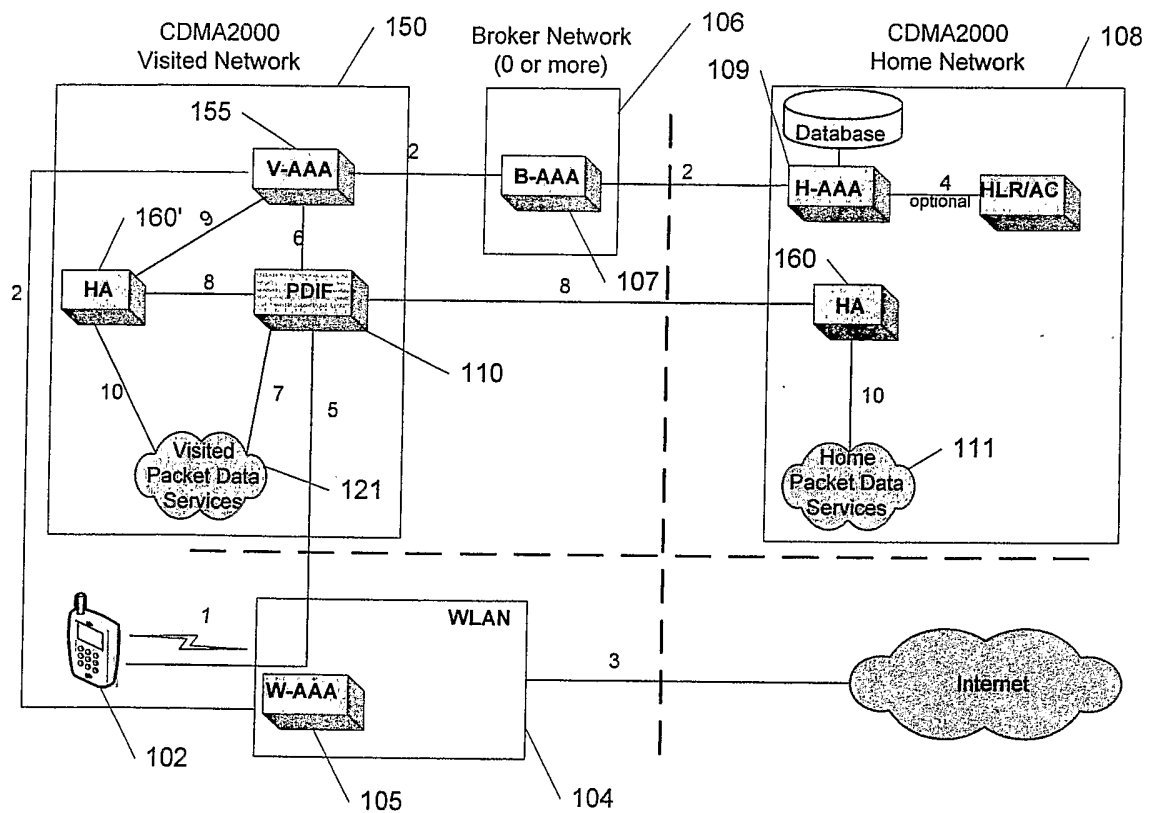 CDMA2000
Visited Network
150
Broker Network
(0 or more)
106
CDMA2000
Home Network
108
109
155
Database
V-AAA
2
B-AAA
2
H-AAA
4
optional
HLR/AC
160'
9
6
107
160
2
HA
8
PDIF
8
HA
110
10
7
5
10
Visited
Packet Data
Services
121
Home
Packet Data
Services
111
1
WLAN
3
Internet
W-AAA
102
105
104